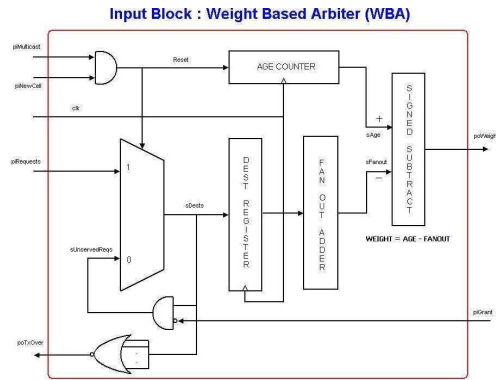 Input Block : Weight Based Arbiter (WBA)
piMulticast
piNewCell
Reset
AGE COUNTER
clk
piRequests
1
0
sUnservedReqs
sDests
DEST REGISTER
FAN OUT ADDER
SIGNED SUBTRACT
+
sAge
sFanout
−
poWeight
WEIGHT = AGE - FANOUT
piGrant
poTxOver